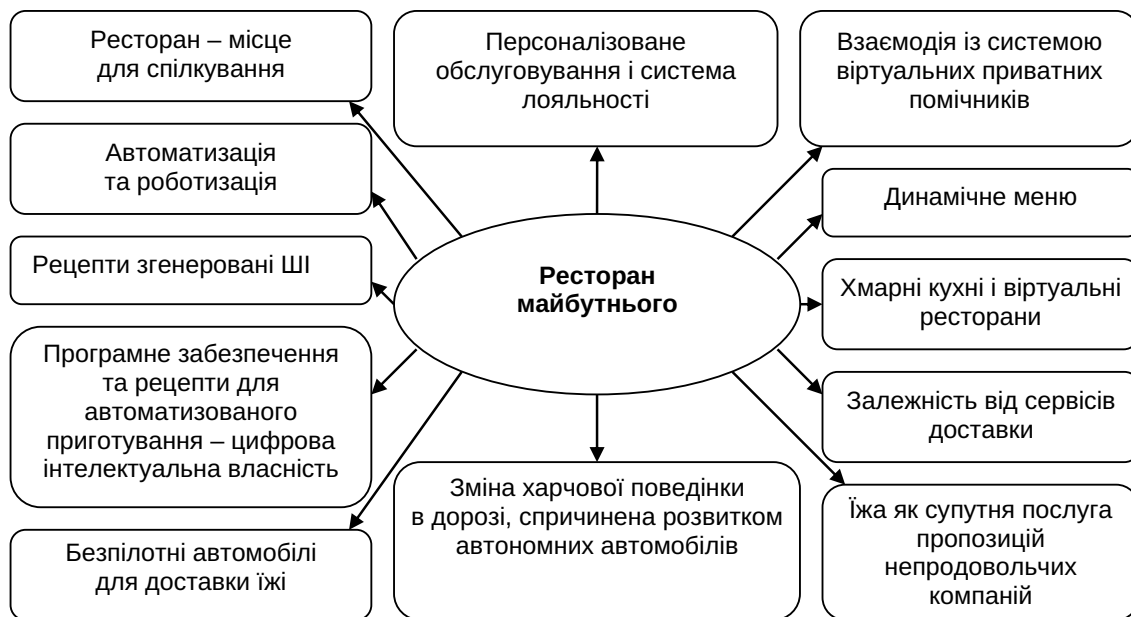 Ресторан – місце
для спілкування
Персоналізоване
обслуговування і система
лояльності
Взаємодія із системою
віртуальних приватних
помічників
Автоматизація
та роботизація
Динамічне меню
Рецепти згенеровані ШІ
Ресторан
майбутнього
Хмарні кухні і віртуальні
ресторани
Програмне забезпечення
та рецепти для
автоматизованого
приготування – цифрова
інтелектуальна власність
Залежність від сервісів
доставки
Безпілотні автомобілі
для доставки їжі
Зміна харчової поведінки
в дорозі, спричинена розвитком
автономних автомобілів
Їжа як супутня послуга
пропозицій
непродовольчих
компаній